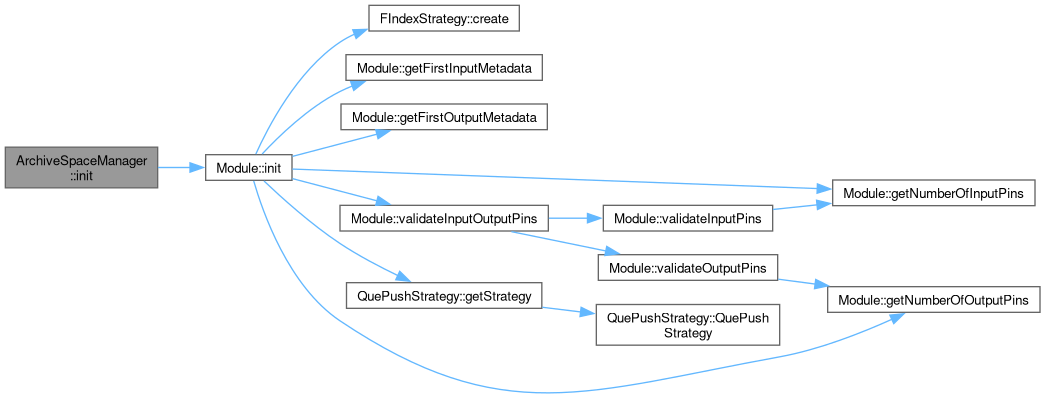 FIndexStrategy::create
Module::getFirstInputMetadata
Module::getFirstOutputMetadata
ArchiveSpaceManager
::init
Module::init
Module::getNumberOfInputPins
Module::validateInputOutputPins
Module::validateInputPins
Module::validateOutputPins
QuePushStrategy::getStrategy
Module::getNumberOfOutputPins
QuePushStrategy::QuePush
Strategy